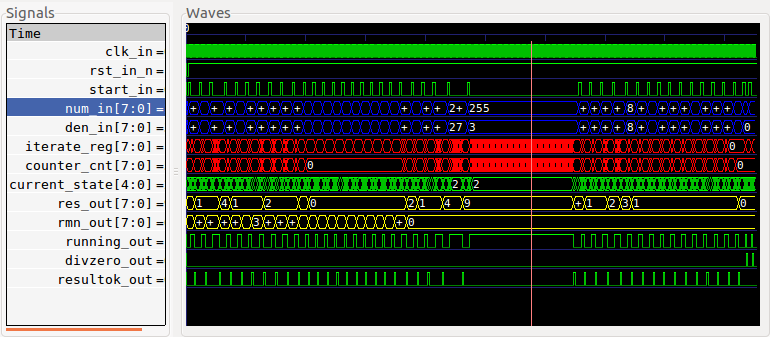 Signals
Waves
Time
0
clk_in =
rst_in_n =
start_in =
num_in[7:0] = + + + + + + + + + + 2+ 255 + + + + 8 + + + + +
den_in[7:0] = + + + + + + + + + + 27 3 + + + + 8 + + + + + 0
iterate_reg[7:0] = 0
counter_cnt[7:0] = 0 0
current_state[4:0] = 2 2
res_out[7:0] = 1 4 1 2 0 2 1 4 9 + 1 2 3 1 0
rmn_out[7:0] = + + + + 3 + + + 0
running_out =
divzero_out =
resultok_out =